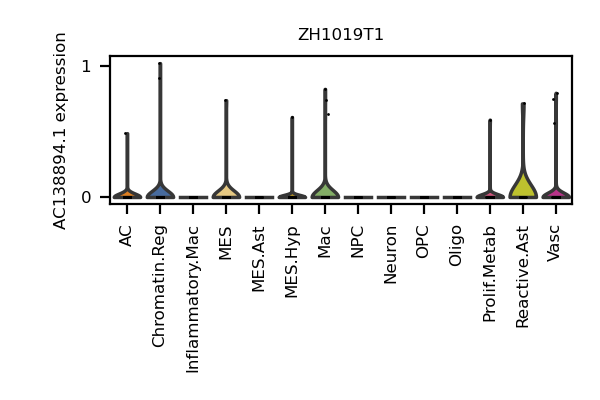 ZH1019T1
AC138894.1 expression
1
0
AC
Chromatin.Reg
Inflammatory.Mac
MES
MES.Ast
MES.Hyp
Mac
NPC
Neuron
OPC
Oligo
Prolif.Metab
Reactive.Ast
Vasc